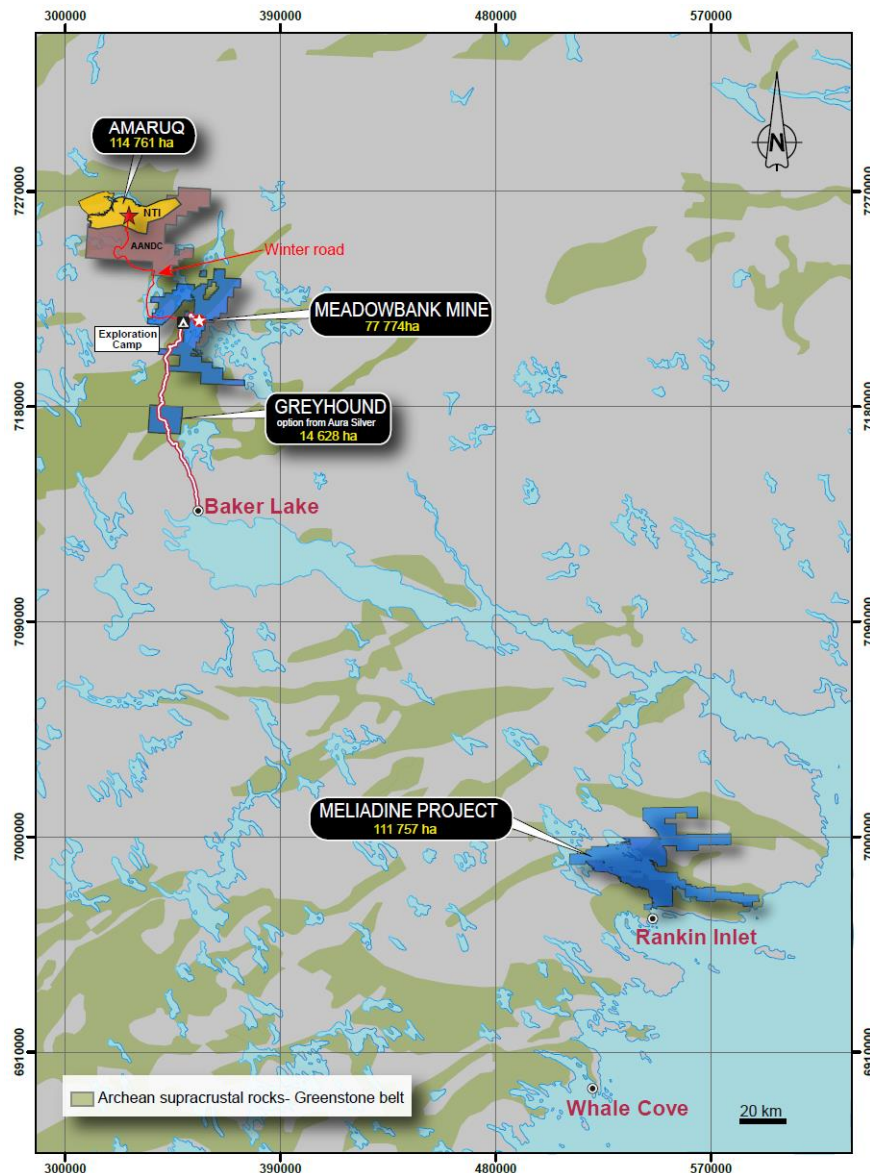 300000
390000
480000
570000
AMARUQ
114 761 ha
7270000
7270000
NTI
AANDC
Winter road
N
MEADOWBANK MINE
77 774ha
Exploration
Camp
7180000
7180000
GREYHOUND
option from Aura Silver
14 628 ha
Baker Lake
7090000
7090000
MELIADINE PROJECT
111 757 ha
7000000
7000000
Rankin Inlet
6910000
6910000
Archean supracrustal rocks- Greenstone belt
Whale Cove
20 km
300000
390000
480000
570000